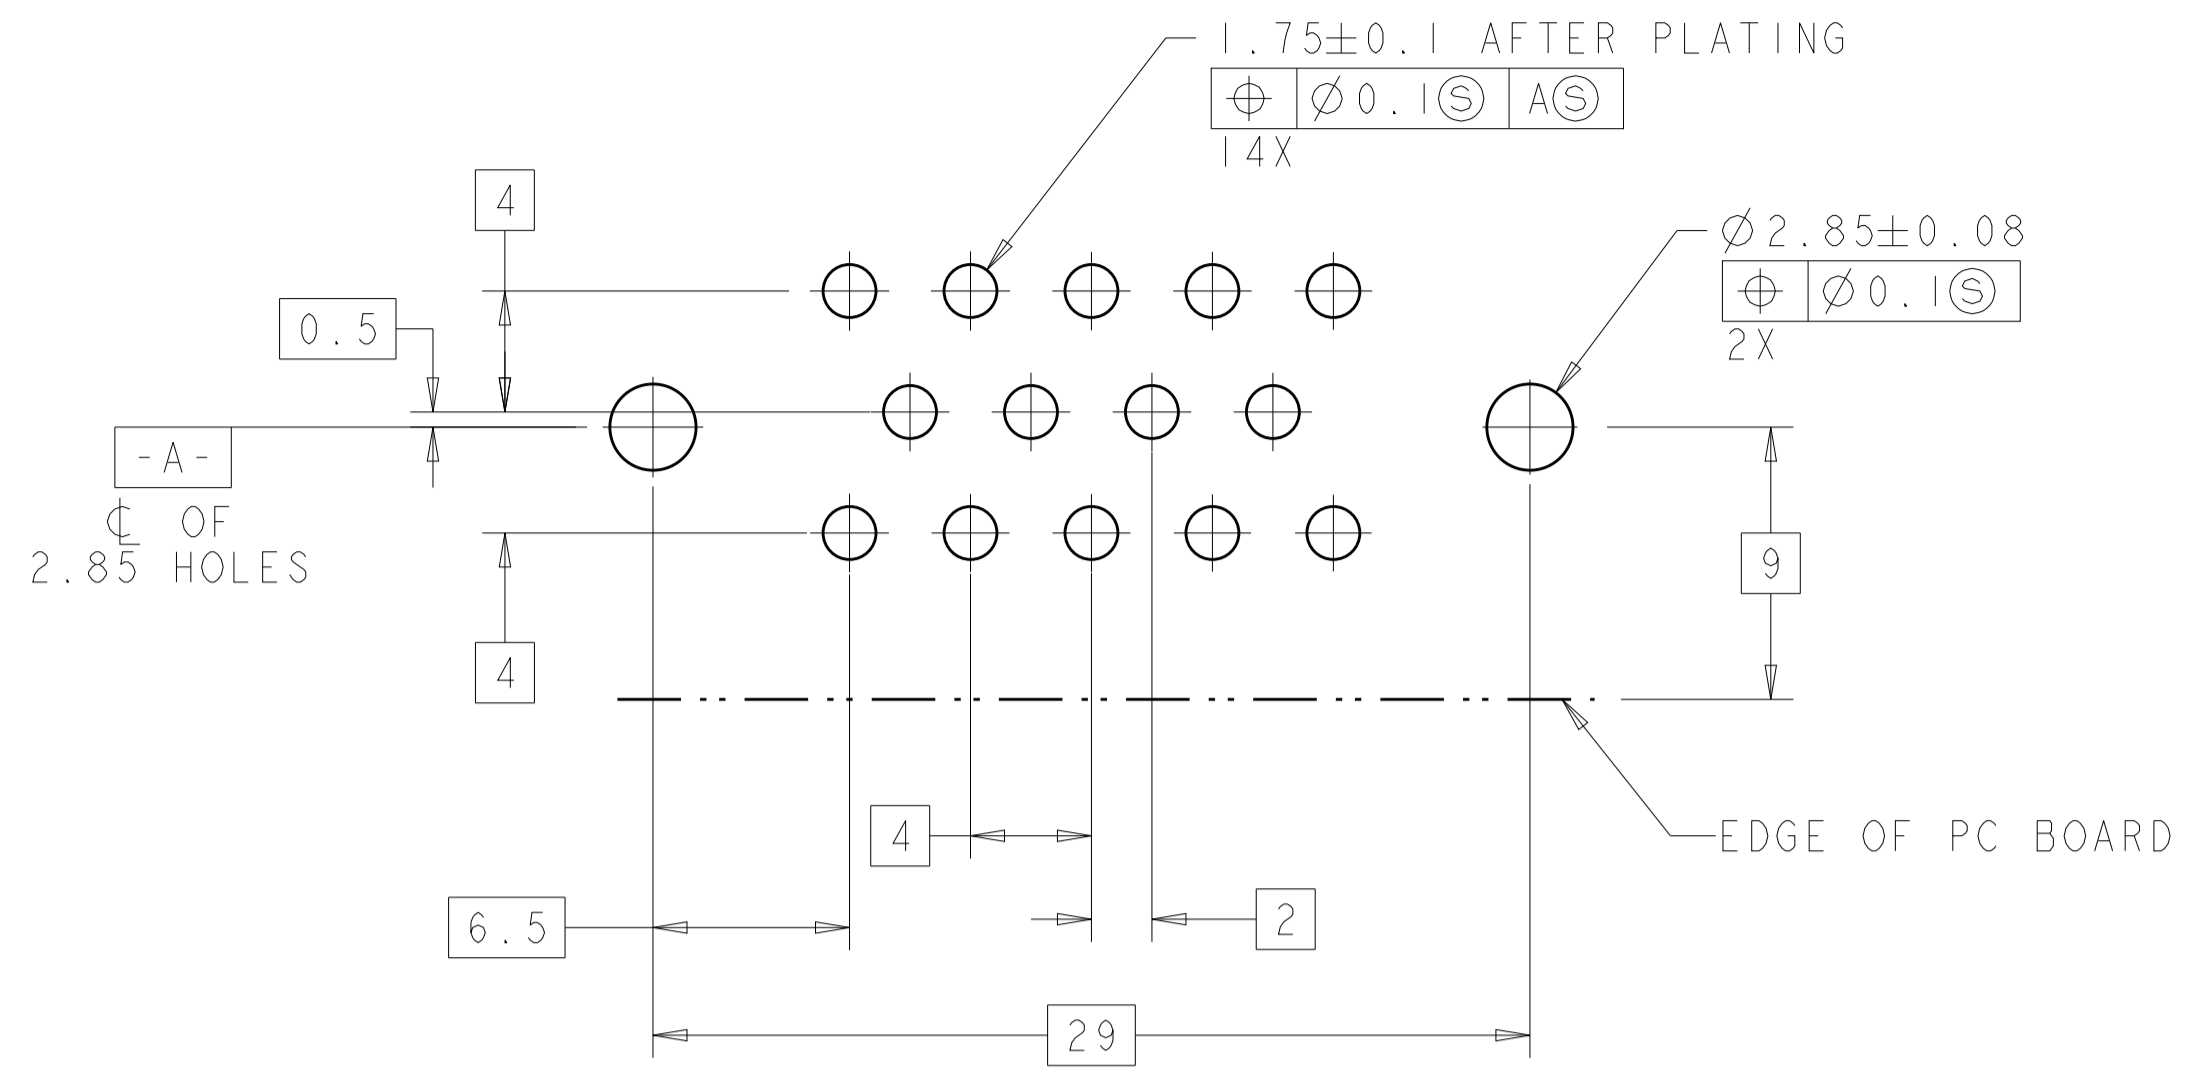 1.75±0.1 AFTER PLATING
⌖ ⌀0.1Ⓢ AⓈ
14X
4
⌀2.85±0.08
⌖ ⌀0.1Ⓢ
2X
0.5
-A-
℄ OF
2.85 HOLES
9
4
4
EDGE OF PC BOARD
6.5
2
29